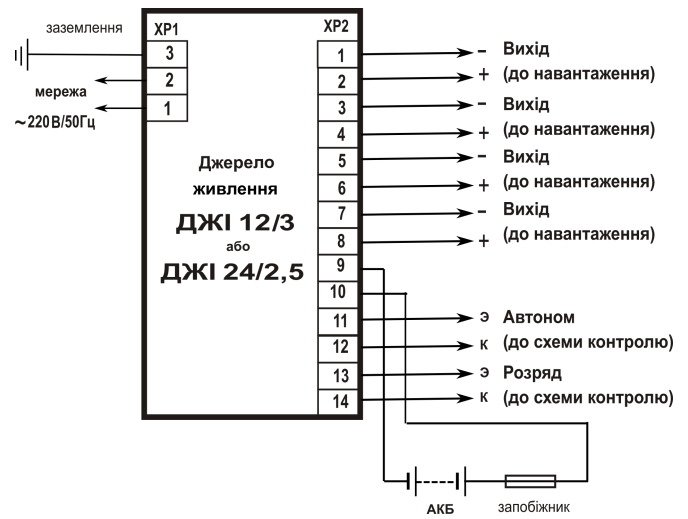 заземлення
XP1
XP2
3
2
1
мережа
~220В/50Гц
Джерело
живлення
ДЖІ 12/3
або
ДЖІ 24/2,5
1
– Вихід
2
+ (до навантаження)
3
– Вихід
4
+ (до навантаження)
5
– Вихід
6
+ (до навантаження)
7
– Вихід
8
+ (до навантаження)
9
10
11
Э Автоном
12
К (до схеми контролю)
13
Э Розряд
14
К (до схеми контролю)
АКБ
запобіжник